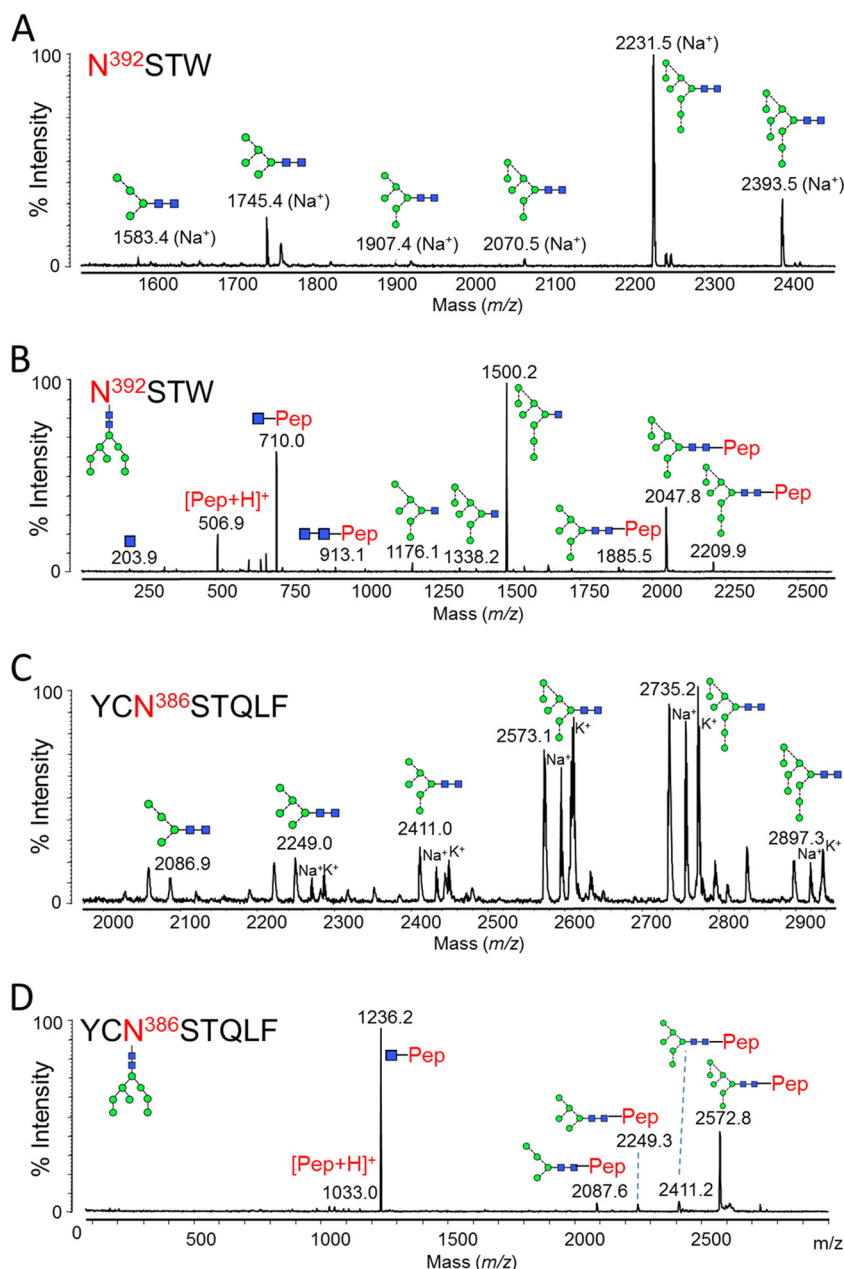 A
N³⁹²STW
% Intensity
100
0
1583.4 (Na⁺)
1745.4 (Na⁺)
1907.4 (Na⁺)
2070.5 (Na⁺)
2231.5 (Na⁺)
2393.5 (Na⁺)
1600 1700 1800 1900 2000 2100 2200 2300 2400
Mass (m/z)
B
N³⁹²STW
% Intensity
100
0
203.9
[Pep+H]⁺
506.9
Pep
710.0
Pep
913.1
1176.1
1338.2
1500.2
Pep
1885.5
Pep
2047.8
Pep
2209.9
250 500 750 1000 1250 1500 1750 2000 2250 2500
Mass (m/z)
C
YCN³⁸⁶STQLF
% Intensity
100
0
2086.9
2249.0
Na⁺ K⁺
2411.0
Na⁺ K⁺
2573.1
Na⁺ K⁺
2735.2
Na⁺ K⁺
2897.3
Na⁺ K⁺
2000 2100 2200 2300 2400 2500 2600 2700 2800 2900
Mass (m/z)
D
YCN³⁸⁶STQLF
% Intensity
100
0
[Pep+H]⁺
1033.0
1236.2
Pep
Pep
2087.6
Pep
2249.3
Pep
2411.2
Pep
2572.8
0 500 1000 1500 2000 2500 m/z
Mass (m/z)